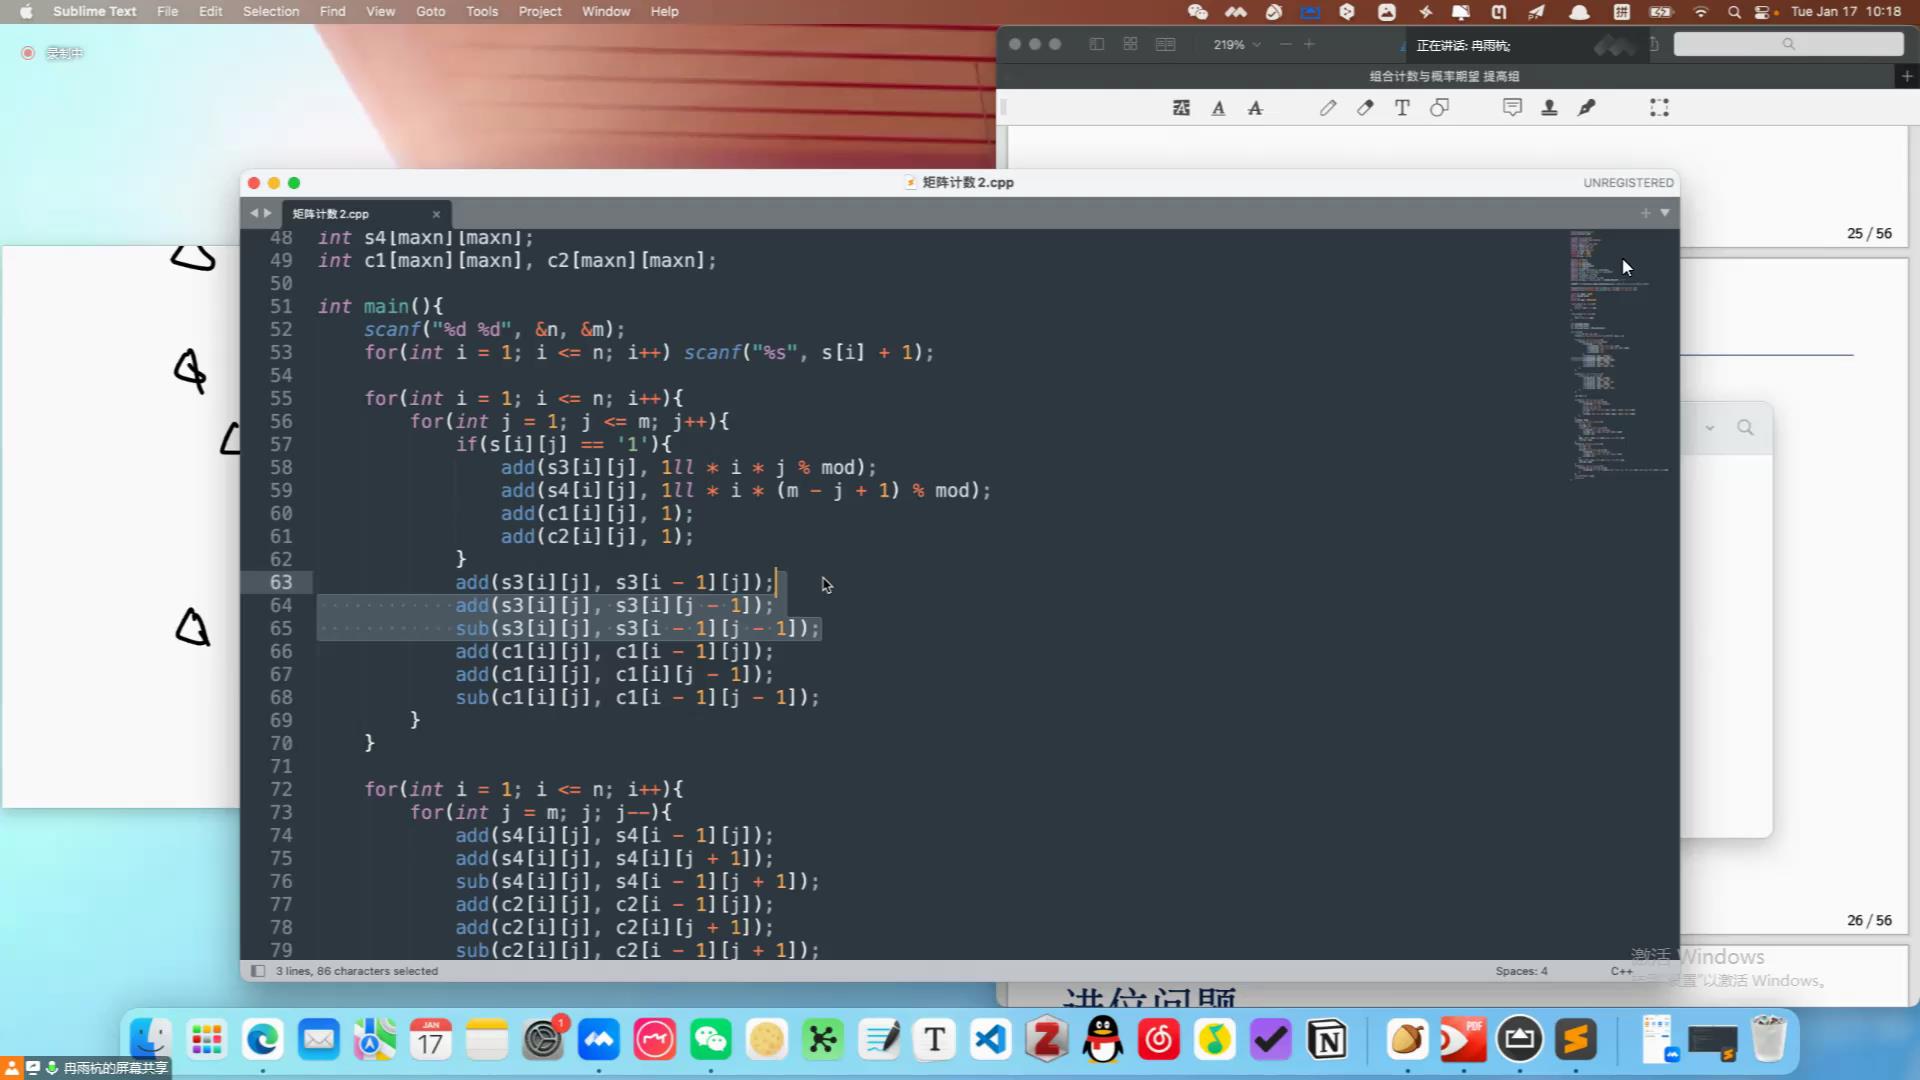 Sublime Text File Edit Selection Find View Goto Tools Project Window Help
Tue Jan 17 10:18
录制中
219%
正在讲话: 冉雨杭;
组合计数与概率期望 提高组
25 / 56
矩阵计数2.cpp
UNREGISTERED
矩阵计数2.cpp
48 int s4[maxn][maxn];
49 int c1[maxn][maxn], c2[maxn][maxn];
50
51 int main(){
52 scanf("%d %d", &n, &m);
53 for(int i = 1; i <= n; i++) scanf("%s", s[i] + 1);
54
55 for(int i = 1; i <= n; i++){
56 for(int j = 1; j <= m; j++){
57 if(s[i][j] == '1'){
58 add(s3[i][j], 1ll * i * j % mod);
59 add(s4[i][j], 1ll * i * (m - j + 1) % mod);
60 add(c1[i][j], 1);
61 add(c2[i][j], 1);
62 }
63 add(s3[i][j], s3[i - 1][j]);
64 add(s3[i][j], s3[i][j - 1]);
65 sub(s3[i][j], s3[i - 1][j - 1]);
66 add(c1[i][j], c1[i - 1][j]);
67 add(c1[i][j], c1[i][j - 1]);
68 sub(c1[i][j], c1[i - 1][j - 1]);
69 }
70 }
71
72 for(int i = 1; i <= n; i++){
73 for(int j = m; j; j--){
74 add(s4[i][j], s4[i - 1][j]);
75 add(s4[i][j], s4[i][j + 1]);
76 sub(s4[i][j], s4[i - 1][j + 1]);
77 add(c2[i][j], c2[i - 1][j]);
78 add(c2[i][j], c2[i][j + 1]);
79 sub(c2[i][j], c2[i - 1][j + 1]);
3 lines, 86 characters selected
Spaces: 4
C++
26 / 56
激活 Windows
转到"设置"以激活 Windows。
进位问题
JAN
17
1
PDF
冉雨杭的屏幕共享